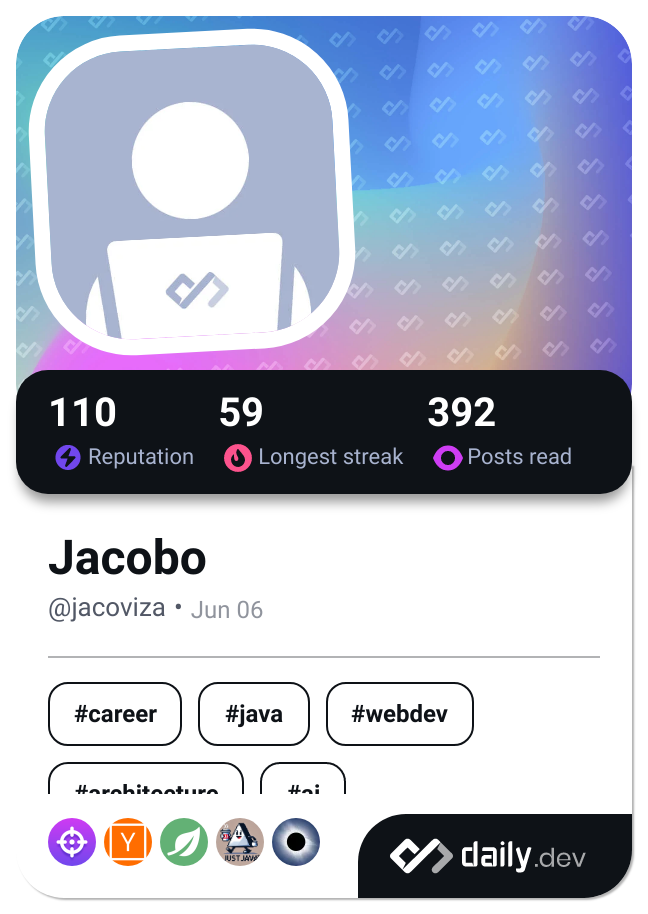 110 59 392
Reputation Longest streak Posts read
Jacobo
@jacoviza • Jun 06
#career #java #webdev
#architecture #ai
Y JUST JAVA
daily.dev